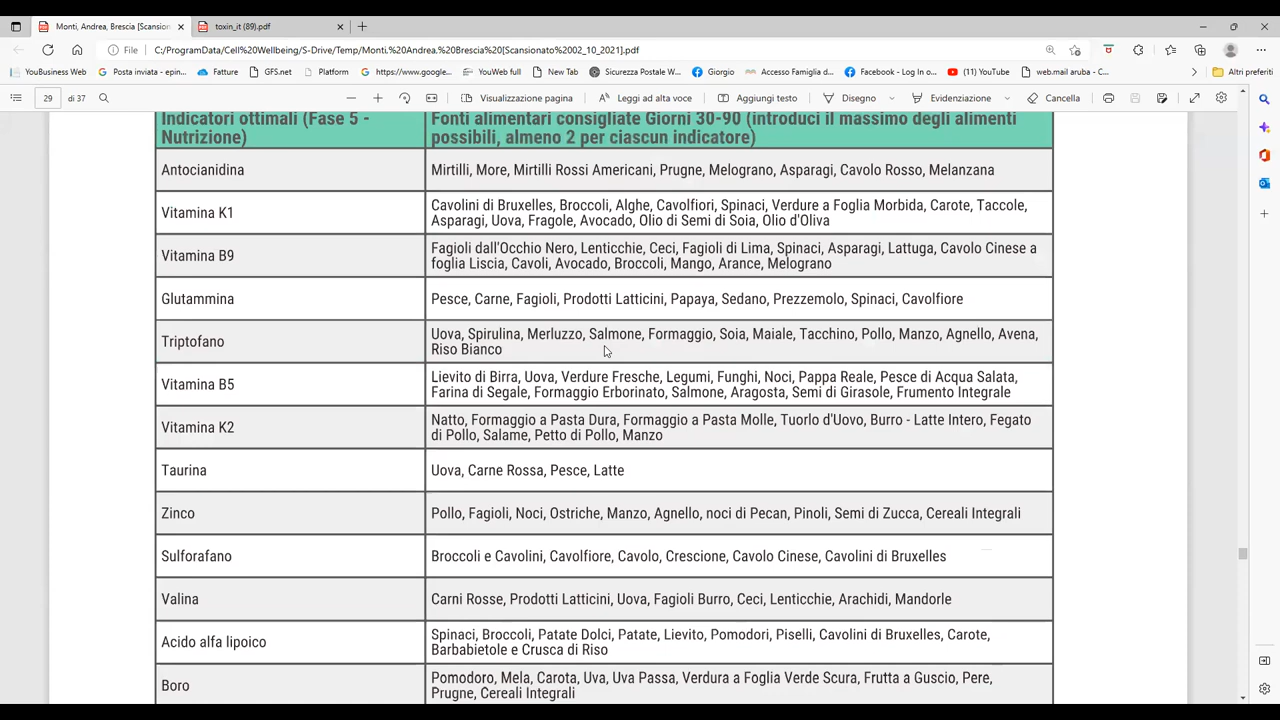 Monti, Andrea, Brescia [Scansion
toxin_it (89).pdf
File
C:/ProgramData/Cell%20Wellbeing/S-Drive/Temp/Monti.%20Andrea.%20Brescia%20[Scansionato%2002_10_2021].pdf
YouBusiness Web
Posta inviata - epin...
Fatture
GFS.net
Platform
https://www.google...
YouWeb full
New Tab
Sicurezza Postale W...
Giorgio
Accesso Famiglia d...
Facebook - Log In o...
(11) YouTube
web.mail aruba - C...
Altri preferiti
29 di 37
Visualizzazione pagina
Leggi ad alta voce
Aggiungi testo
Disegno
Evidenziazione
Cancella
Indicatori ottimali (Fase 5 -
Nutrizione)
Fonti alimentari consigliate Giorni 30-90 (introduci il massimo degli alimenti
possibili, almeno 2 per ciascun indicatore)
Antocianidina
Mirtilli, More, Mirtilli Rossi Americani, Prugne, Melograno, Asparagi, Cavolo Rosso, Melanzana
Vitamina K1
Cavolini di Bruxelles, Broccoli, Alghe, Cavolfiori, Spinaci, Verdure a Foglia Morbida, Carote, Taccole,
Asparagi, Uova, Fragole, Avocado, Olio di Semi di Soia, Olio d'Oliva
Vitamina B9
Fagioli dall'Occhio Nero, Lenticchie, Ceci, Fagioli di Lima, Spinaci, Asparagi, Lattuga, Cavolo Cinese a
foglia Liscia, Cavoli, Avocado, Broccoli, Mango, Arance, Melograno
Glutammina
Pesce, Carne, Fagioli, Prodotti Latticini, Papaya, Sedano, Prezzemolo, Spinaci, Cavolfiore
Triptofano
Uova, Spirulina, Merluzzo, Salmone, Formaggio, Soia, Maiale, Tacchino, Pollo, Manzo, Agnello, Avena,
Riso Bianco
Vitamina B5
Lievito di Birra, Uova, Verdure Fresche, Legumi, Funghi, Noci, Pappa Reale, Pesce di Acqua Salata,
Farina di Segale, Formaggio Erborinato, Salmone, Aragosta, Semi di Girasole, Frumento Integrale
Vitamina K2
Natto, Formaggio a Pasta Dura, Formaggio a Pasta Molle, Tuorlo d'Uovo, Burro - Latte Intero, Fegato
di Pollo, Salame, Petto di Pollo, Manzo
Taurina
Uova, Carne Rossa, Pesce, Latte
Zinco
Pollo, Fagioli, Noci, Ostriche, Manzo, Agnello, noci di Pecan, Pinoli, Semi di Zucca, Cereali Integrali
Sulforafano
Broccoli e Cavolini, Cavolfiore, Cavolo, Crescione, Cavolo Cinese, Cavolini di Bruxelles
Valina
Carni Rosse, Prodotti Latticini, Uova, Fagioli Burro, Ceci, Lenticchie, Arachidi, Mandorle
Acido alfa lipoico
Spinaci, Broccoli, Patate Dolci, Patate, Lievito, Pomodori, Piselli, Cavolini di Bruxelles, Carote,
Barbabietole e Crusca di Riso
Boro
Pomodoro, Mela, Carota, Uva, Uva Passa, Verdura a Foglia Verde Scura, Frutta a Guscio, Pere,
Prugne, Cereali Integrali